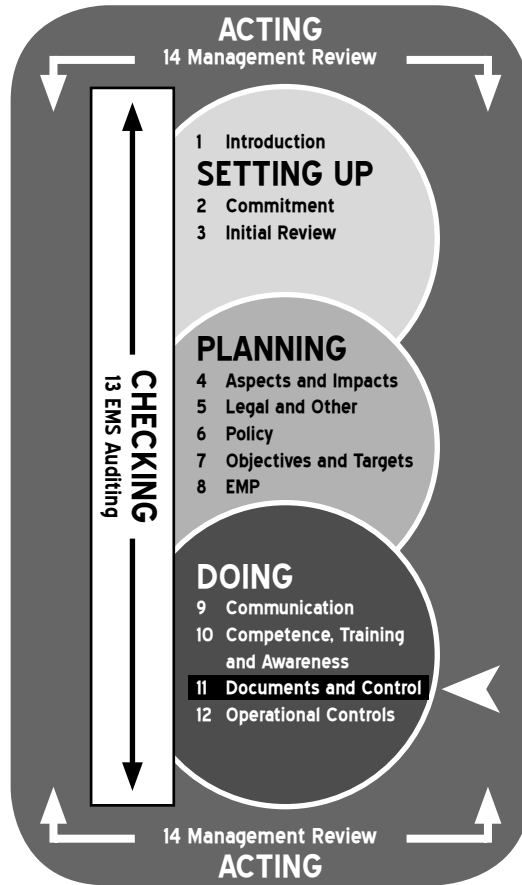 ACTING
14 Management Review
1 Introduction
SETTING UP
2 Commitment
3 Initial Review
PLANNING
4 Aspects and Impacts
5 Legal and Other
6 Policy
7 Objectives and Targets
8 EMP
CHECKING
13 EMS Auditing
DOING
9 Communication
10 Competence, Training
and Awareness
11 Documents and Control
12 Operational Controls
14 Management Review
ACTING